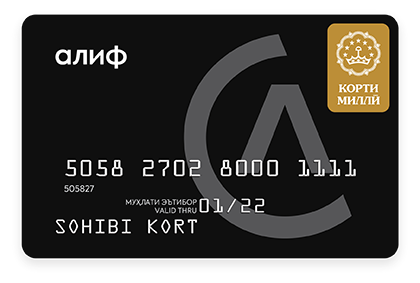 алиф
КОРТИ
МИЛЛӢ
5058 2702 8000 1111
505827
МУҲЛАТИ ЭЪТИБОР
VALID THRU 01/22
SOHIBI KORT